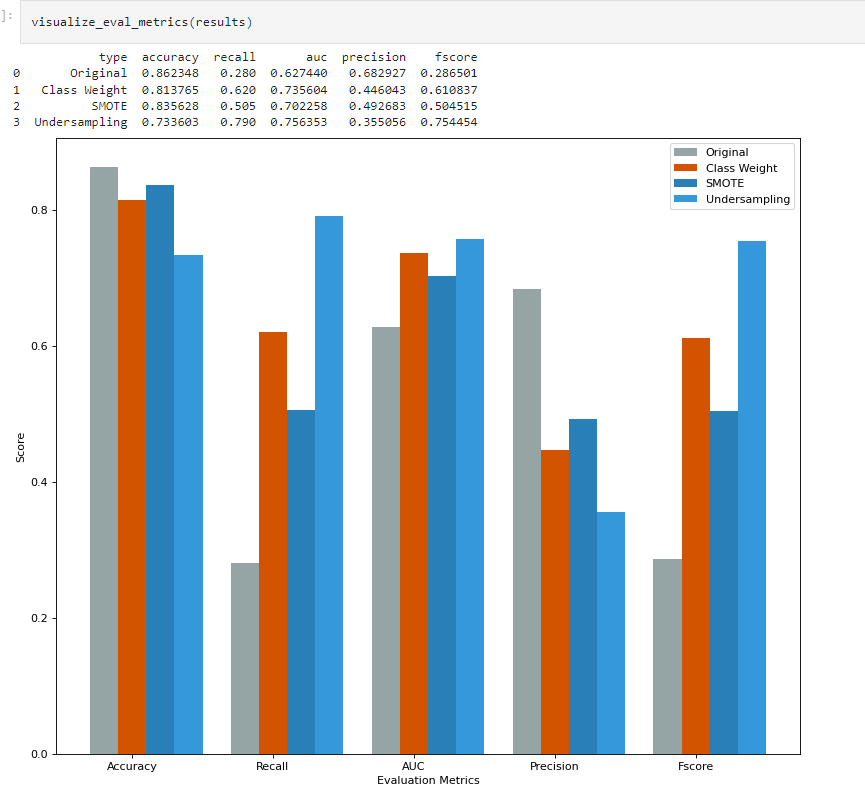 ]:
visualize_eval_metrics(results)
type accuracy recall auc precision fscore
0 Original 0.862348 0.280 0.627440 0.682927 0.286501
1 Class Weight 0.813765 0.620 0.735604 0.446043 0.610837
2 SMOTE 0.835628 0.505 0.702258 0.492683 0.504515
3 Undersampling 0.733603 0.790 0.756353 0.355056 0.754454
Original
Class Weight
SMOTE
Undersampling
0.8
0.6
0.4
0.2
0.0
Score
Accuracy Recall AUC Precision Fscore
Evaluation Metrics